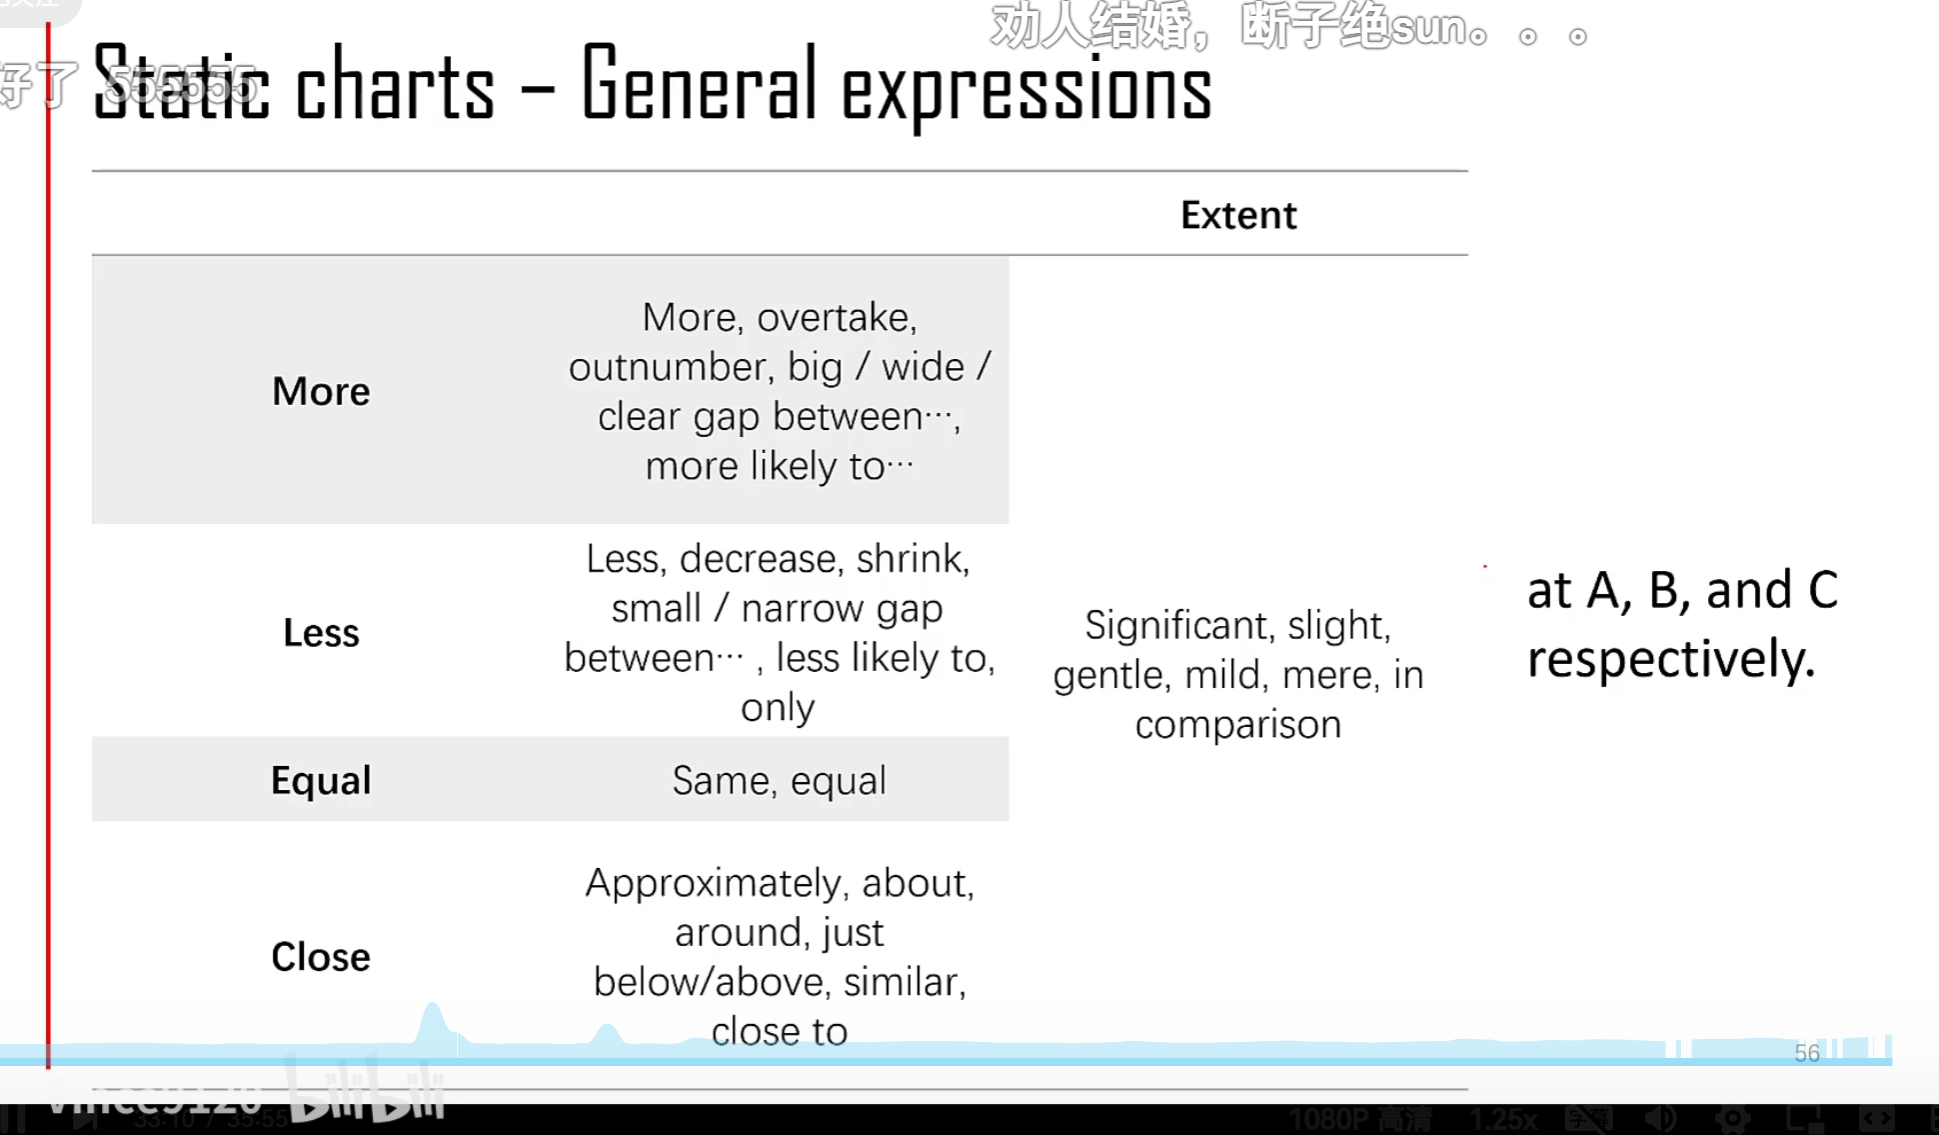 劝人结婚，断子绝sun。。。
好了 555555
Static charts – General expressions
Extent
More
More, overtake,
outnumber, big / wide /
clear gap between…,
more likely to…
Less
Less, decrease, shrink,
small / narrow gap
between… , less likely to,
only
Significant, slight,
gentle, mild, mere, in
comparison
at A, B, and C
respectively.
Equal
Same, equal
Close
Approximately, about,
around, just
below/above, similar,
close to
56
vince9120 bilibili
33:10 / 35:55
1080P 高清 1.25x 字幕